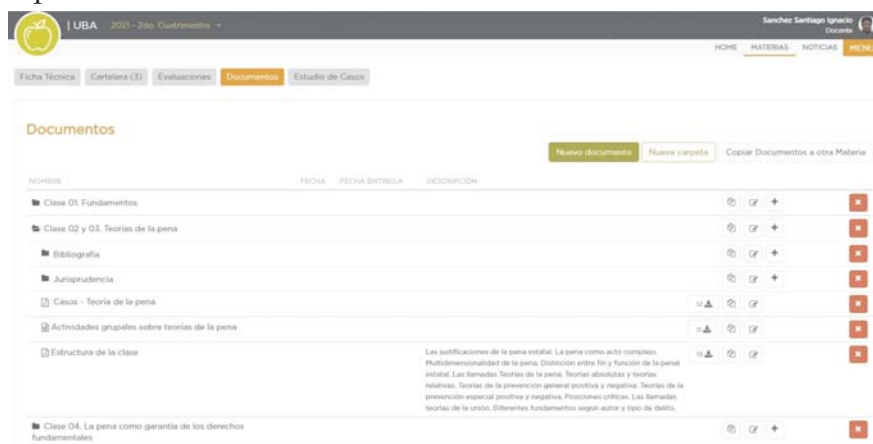 UBA 2021 - 2do. Cuatrimestre
Sanchez Santiago Ignacio
Docente
HOME MATERIAS NOTICIAS MENU
Ficha Técnica Cartelera (3) Evaluaciones Documentos Estudio de Casos
Documentos
Nuevo documento Nueva carpeta Copiar Documentos a otra Materia
NOMBRE FECHA FECHA ENTREGA DESCRIPCIÓN
Clase 01. Fundamentos
Clase 02 y 03. Teorías de la pena
Bibliografía
Jurisprudencia
Casos - Teoría de la pena
Actividades grupales sobre teorías de la pena
Estructura de la clase
Las justificaciones de la pena estatal. La pena como acto complejo.
Multidimensionalidad de la pena. Distinción entre fin y función de la penal
estatal. Las llamadas Teorías de la pena. Teorías absolutas y teorías
relativas. Teorías de la prevención general positiva y negativa. Teorías de la
prevención especial positiva y negativa. Posiciones críticas. Las llamadas
teorías de la unión. Diferentes fundamentos según autor y tipo de delito.
Clase 04. La pena como garantía de los derechos
fundamentales